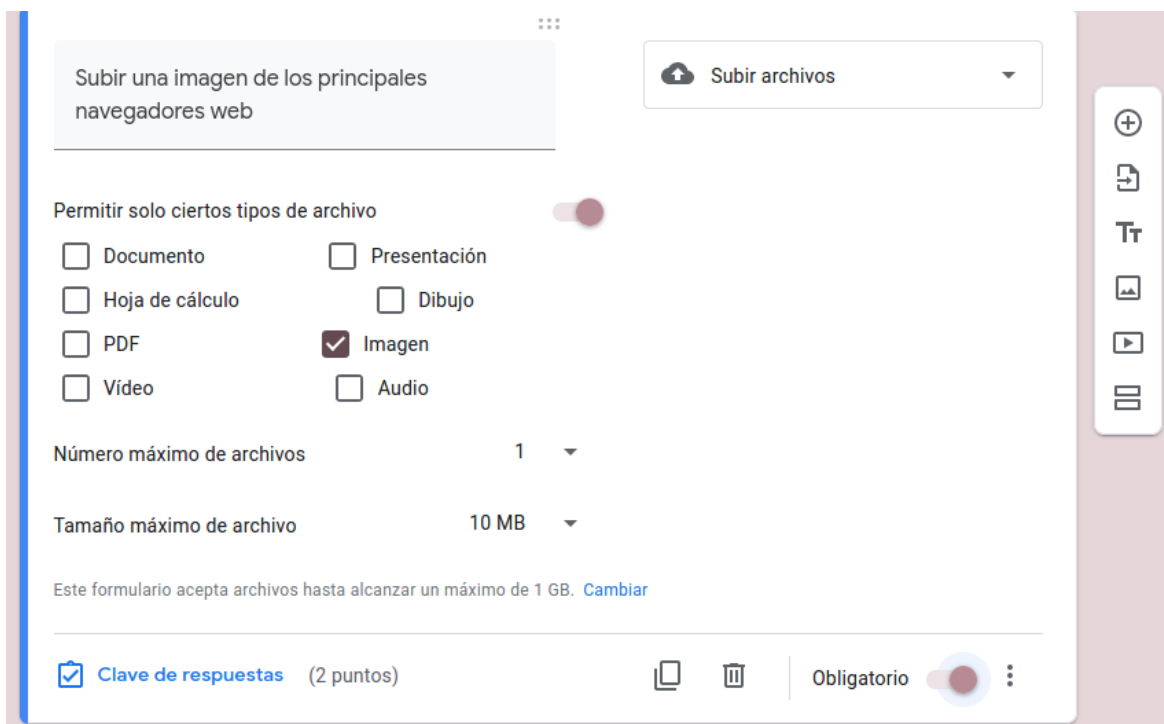 Subir una imagen de los principales
navegadores web
Subir archivos
Permitir solo ciertos tipos de archivo
Documento
Presentación
Hoja de cálculo
Dibujo
PDF
Imagen
Vídeo
Audio
Número máximo de archivos
1
Tamaño máximo de archivo
10 MB
Este formulario acepta archivos hasta alcanzar un máximo de 1 GB. Cambiar
Clave de respuestas (2 puntos)
Obligatorio
Tт